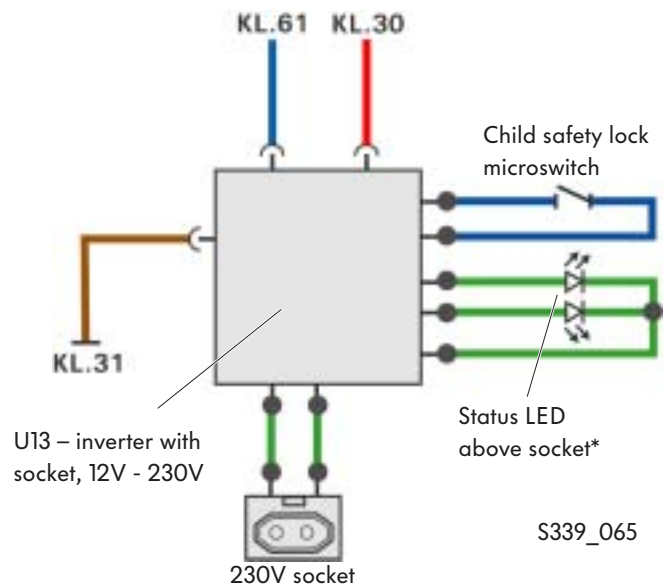 KL.61
KL.30
Child safety lock
microswitch
KL.31
U13 – inverter with
socket, 12V - 230V
Status LED
above socket*
S339_065
230V socket